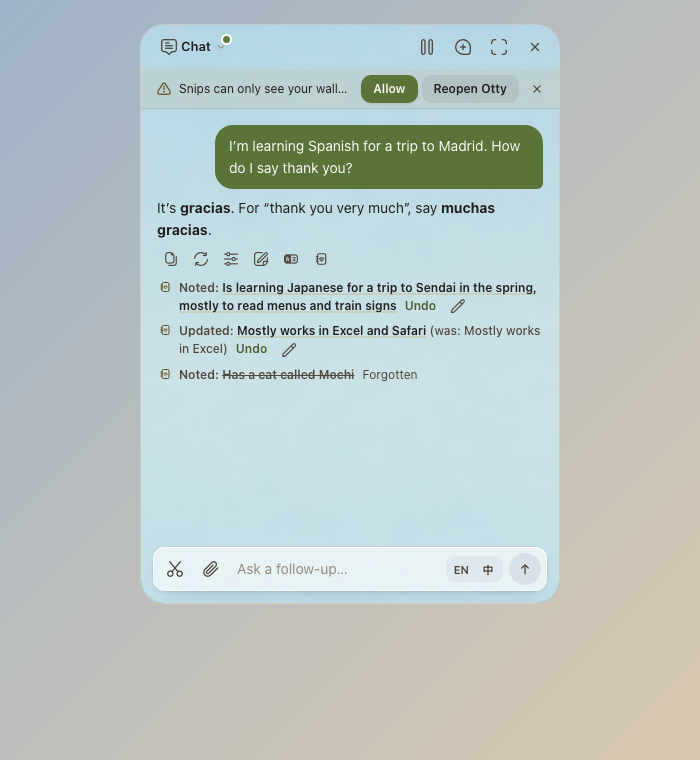 Chat
Snips can only see your wall...
Allow
Reopen Otty
I'm learning Spanish for a trip to Madrid. How
do I say thank you?
It's gracias. For “thank you very much”, say muchas
gracias.
Noted: Is learning Japanese for a trip to Sendai in the spring,
mostly to read menus and train signs Undo
Updated: Mostly works in Excel and Safari (was: Mostly works
in Excel) Undo
Noted: Has a cat called Mochi Forgotten
Ask a follow-up...
EN 中